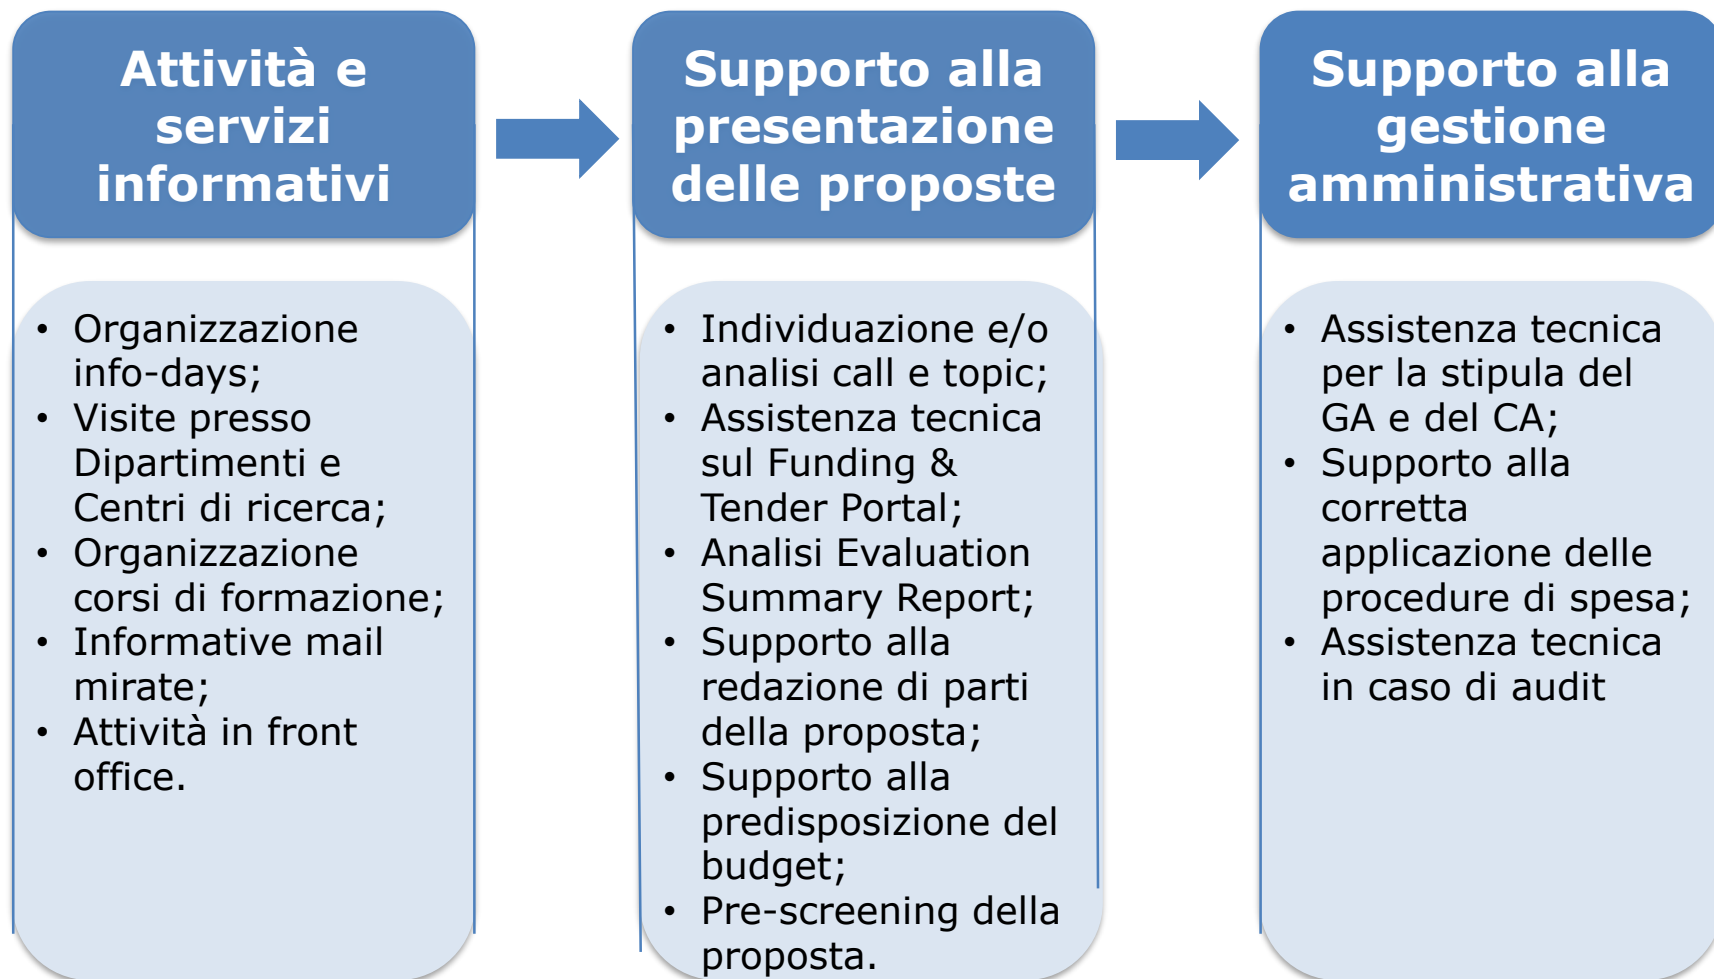 Attività e
servizi
informativi
Supporto alla
presentazione
delle proposte
Supporto alla
gestione
amministrativa
• Organizzazione
info-days;
• Visite presso
Dipartimenti e
Centri di ricerca;
• Organizzazione
corsi di formazione;
• Informative mail
mirate;
• Attività in front
office.
• Individuazione e/o
analisi call e topic;
• Assistenza tecnica
sul Funding &
Tender Portal;
• Analisi Evaluation
Summary Report;
• Supporto alla
redazione di parti
della proposta;
• Supporto alla
predisposizione del
budget;
• Pre-screening della
proposta.
• Assistenza tecnica
per la stipula del
GA e del CA;
• Supporto alla
corretta
applicazione delle
procedure di spesa;
• Assistenza tecnica
in caso di audit